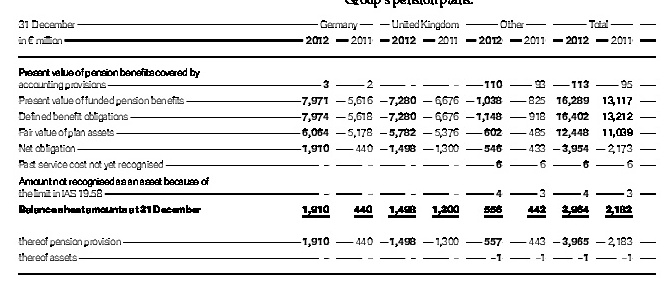 Group's pension plans.
31 December Germany United Kingdom Other Total
in € million 2012 2011 2012 2011 2012 2011 2012 2011
Present value of pension benefits covered by
accounting provisions 3 2 – – 110 93 113 95
Present value of funded pension benefits 7,971 5,616 7,280 6,676 1,038 825 16,289 13,117
Defined benefit obligations 7,974 5,618 7,280 6,676 1,148 918 16,402 13,212
Fair value of plan assets 6,064 5,178 5,782 5,376 602 485 12,448 11,039
Net obligation 1,910 440 1,498 1,300 546 433 3,954 2,173
Past service cost not yet recognised – – – – 6 6 6 6
Amount not recognised as an asset because of
the limit in IAS 19.58 – – – – 4 3 4 3
Balance sheet amounts at 31 December 1,910 440 1,498 1,300 556 442 3,964 2,182
thereof pension provision 1,910 440 1,498 1,300 557 443 3,965 2,183
thereof assets – – – – –1 –1 –1 –1